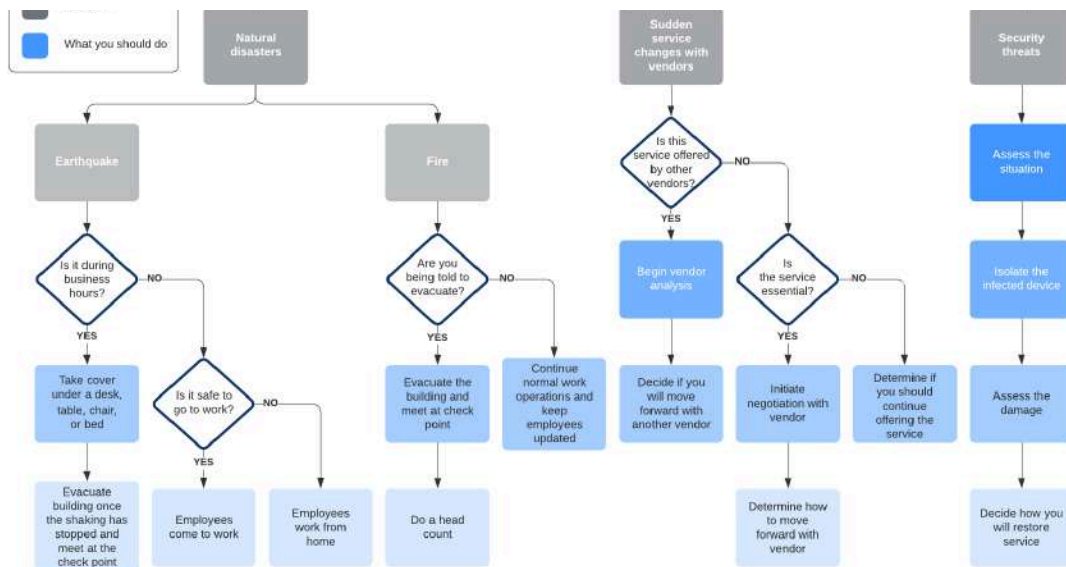 What you should do
Natural
disasters
Sudden
service
changes with
vendors
Security
threats
Earthquake
Fire
Is this
service offered
by other
vendors?
NO
YES
Assess the
situation
Is it during
business
hours?
NO
YES
Are you
being told to
evacuate?
NO
YES
Begin vendor
analysis
Is
the service
essential?
NO
YES
Isolate the
infected device
Take cover
under a desk,
table, chair,
or bed
Is it safe to
go to work?
NO
YES
Evacuate the
building and
meet at check
point
Continue
normal work
operations and
keep
employees
updated
Decide if you
will move
forward with
another vendor
Initiate
negotiation with
vendor
Determine if
you should
continue
offering the
service
Assess the
damage
Evacuate
building once
the shaking has
stopped and
meet at the
check point
Employees
come to work
Employees
work from
home
Do a head
count
Determine how
to move
forward with
vendor
Decide how you
will restore
service